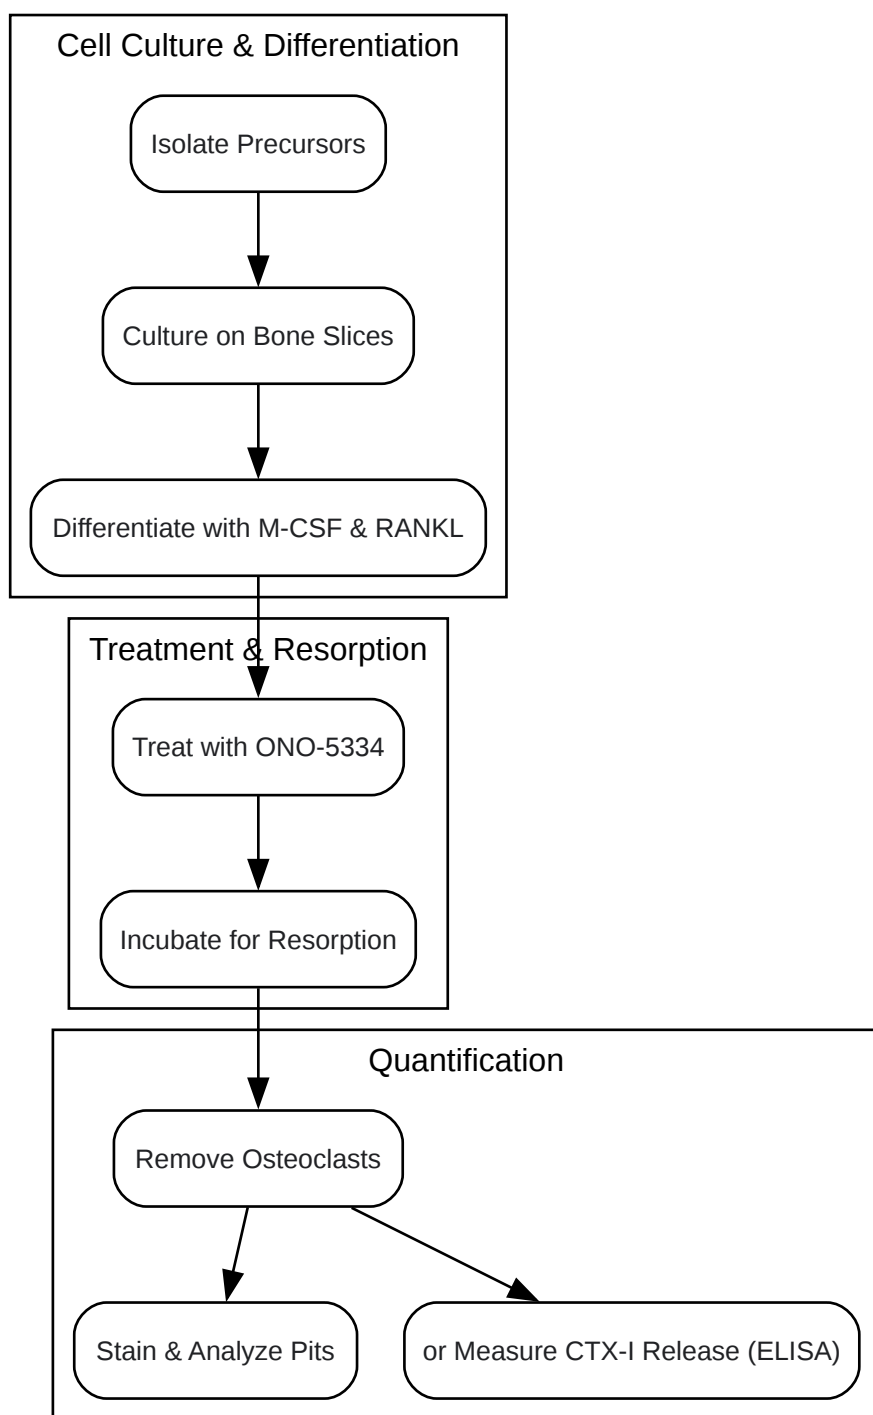 Cell Culture & Differentiation
Isolate Precursors
Culture on Bone Slices
Differentiate with M-CSF & RANKL
Treatment & Resorption
Treat with ONO-5334
Incubate for Resorption
Quantification
Remove Osteoclasts
Stain & Analyze Pits
or Measure CTX-I Release (ELISA)